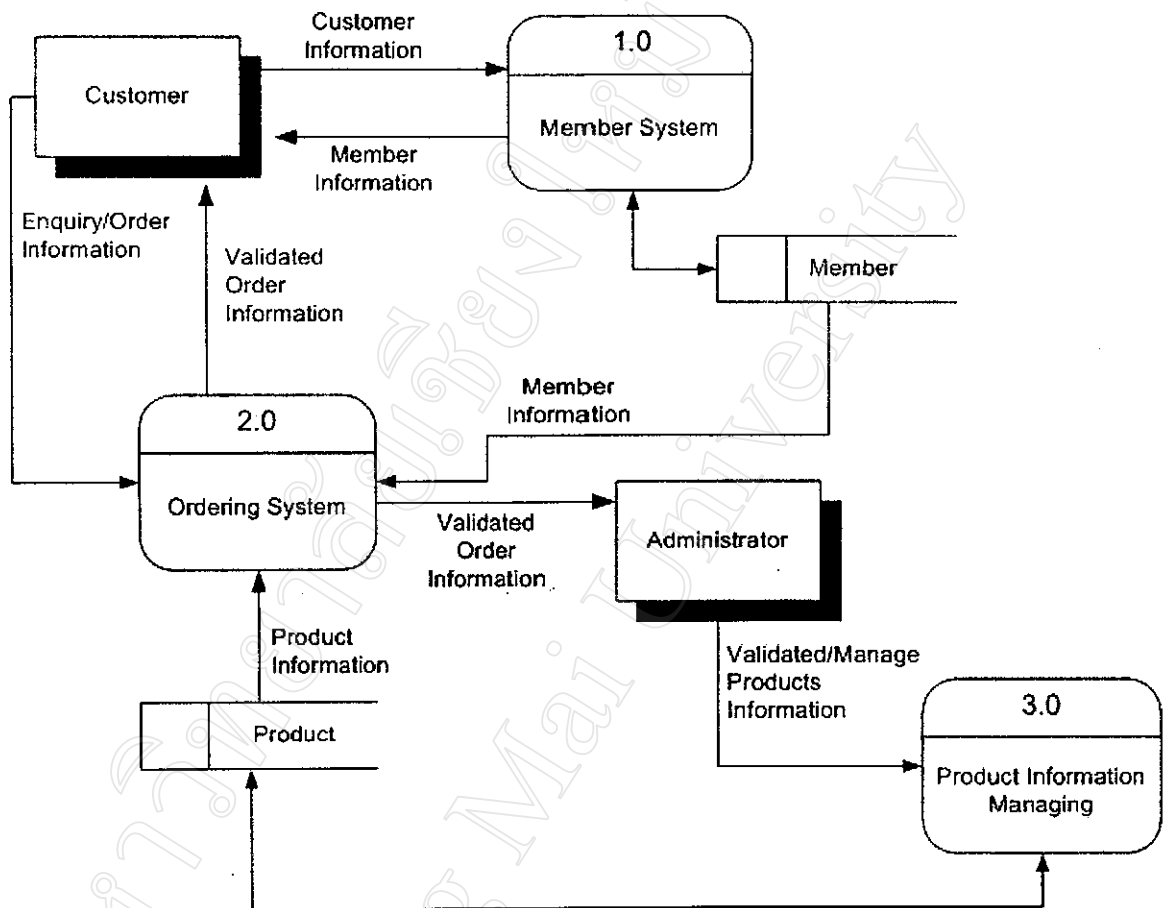 Customer
Information
1.0
Customer
Member System
Member
Information
Enquiry/Order
Information
Validated
Order
Information
Member
Member
Information
2.0
Ordering System
Validated
Order
Information
Administrator
Product
Information
Validated/Manage
Products
Information
3.0
Product
Product Information
Managing
Mai University